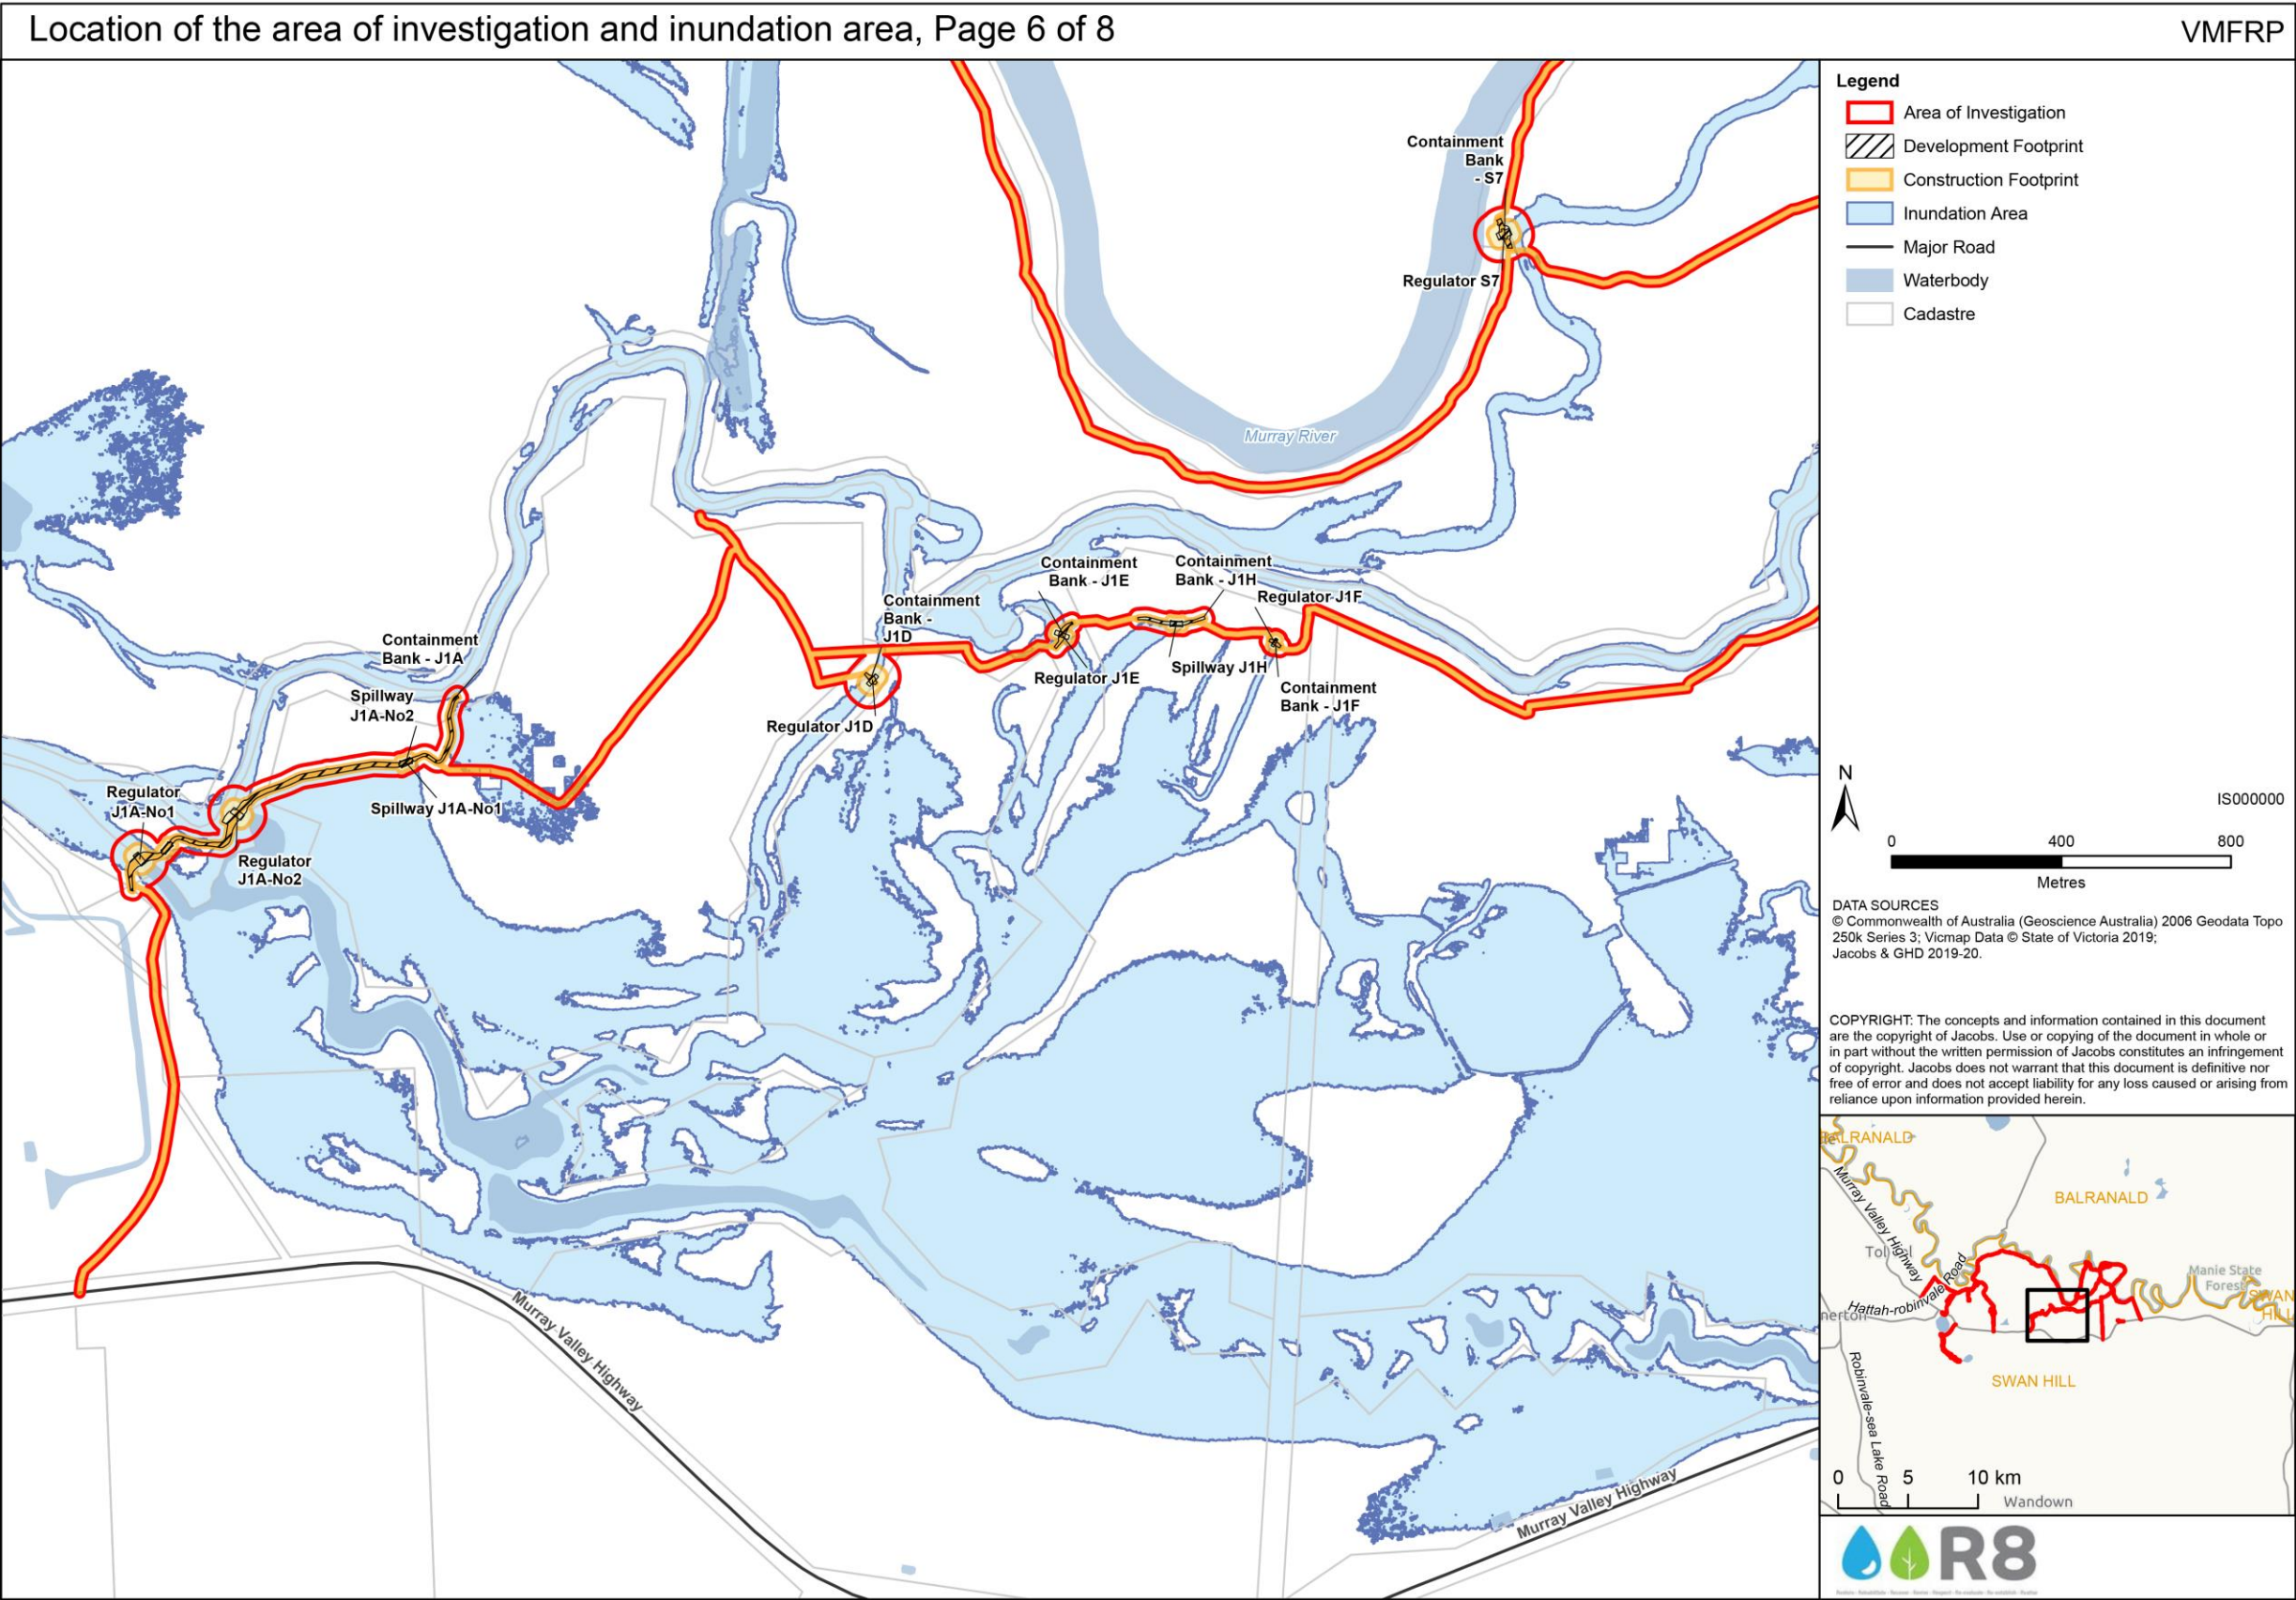 Location of the area of investigation and inundation area, Page 6 of 8
VMFRP
Containment
Bank
- S7
Regulator S7
Murray River
Containment
Bank - J1E
Containment
Bank - J1H
Regulator J1F
Containment
Bank -
J1D
Containment
Bank - J1A
Spillway
J1A-No2
Regulator J1E
Spillway J1H
Containment
Bank - J1F
Regulator J1D
Regulator
J1A-No1
Spillway J1A-No1
Regulator
J1A-No2
Murray Valley Highway
Murray Valley Highway
Legend
Area of Investigation
Development Footprint
Construction Footprint
Inundation Area
Major Road
Waterbody
Cadastre
N
IS000000
0 400 800
Metres
DATA SOURCES
© Commonwealth of Australia (Geoscience Australia) 2006 Geodata Topo
250k Series 3; Vicmap Data © State of Victoria 2019;
Jacobs & GHD 2019-20.
COPYRIGHT: The concepts and information contained in this document
are the copyright of Jacobs. Use or copying of the document in whole or
in part without the written permission of Jacobs constitutes an infringement
of copyright. Jacobs does not warrant that this document is definitive nor
free of error and does not accept liability for any loss caused or arising from
reliance upon information provided herein.
BALRANALD
Murray Valley Highway
BALRANALD
Manie State
Forest
SWAN
HILL
Hattah-robinvale Road
nerton
SWAN HILL
Robinvale-sea Lake Road
0 5 10 km
Wandown
R8